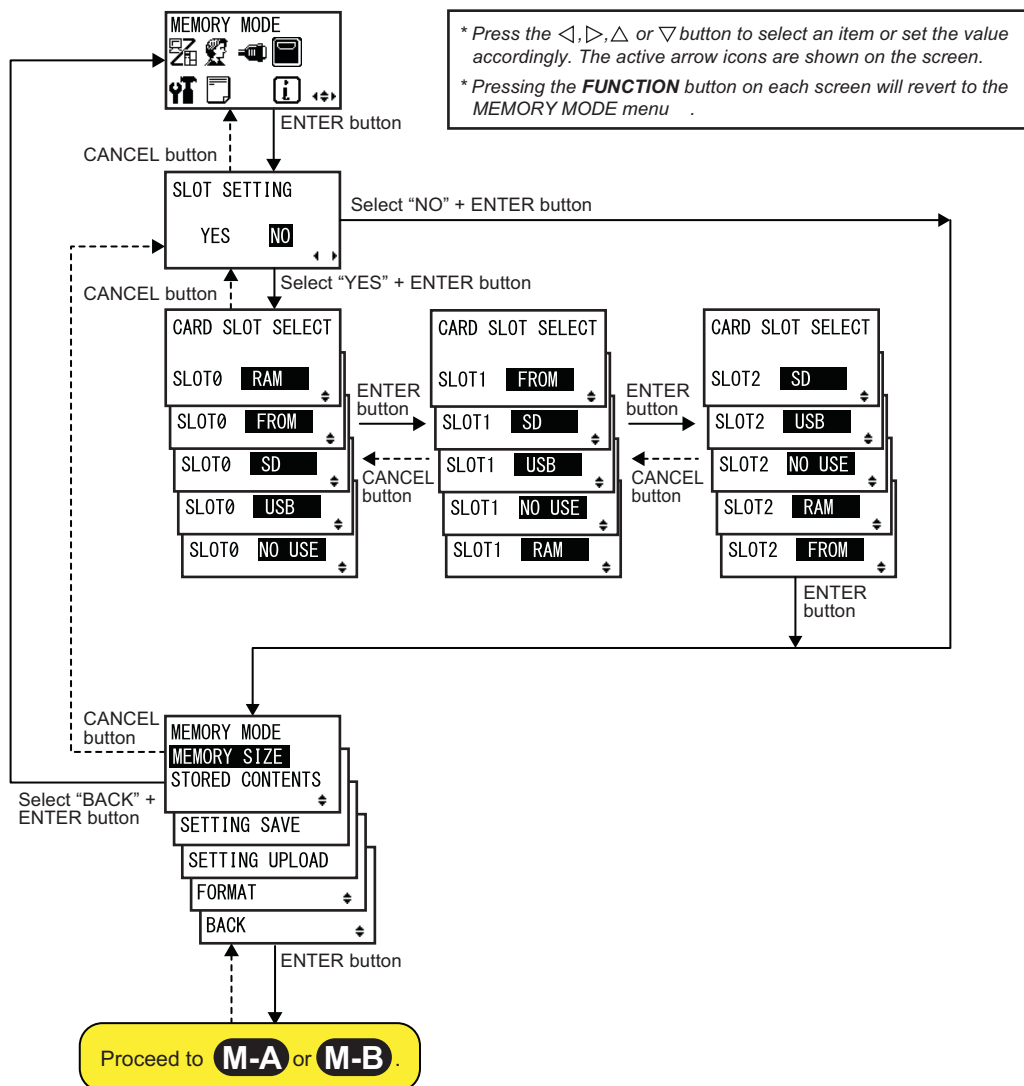 MEMORY MODE
* Press the ◁, ▷, △ or ▽ button to select an item or set the value
accordingly. The active arrow icons are shown on the screen.
* Pressing the FUNCTION button on each screen will revert to the
MEMORY MODE menu .
ENTER button
CANCEL button
SLOT SETTING
YES NO
Select “NO” + ENTER button
Select “YES” + ENTER button
CANCEL button
CARD SLOT SELECT
SLOT0 RAM
SLOT0 FROM
SLOT0 SD
SLOT0 USB
SLOT0 NO USE
ENTER
button
CANCEL
button
CARD SLOT SELECT
SLOT1 FROM
SLOT1 SD
SLOT1 USB
SLOT1 NO USE
SLOT1 RAM
ENTER
button
CANCEL
button
CARD SLOT SELECT
SLOT2 SD
SLOT2 USB
SLOT2 NO USE
SLOT2 RAM
SLOT2 FROM
ENTER
button
CANCEL
button
MEMORY MODE
MEMORY SIZE
STORED CONTENTS
SETTING SAVE
SETTING UPLOAD
FORMAT
BACK
Select “BACK” +
ENTER button
ENTER button
Proceed to M-A or M-B .